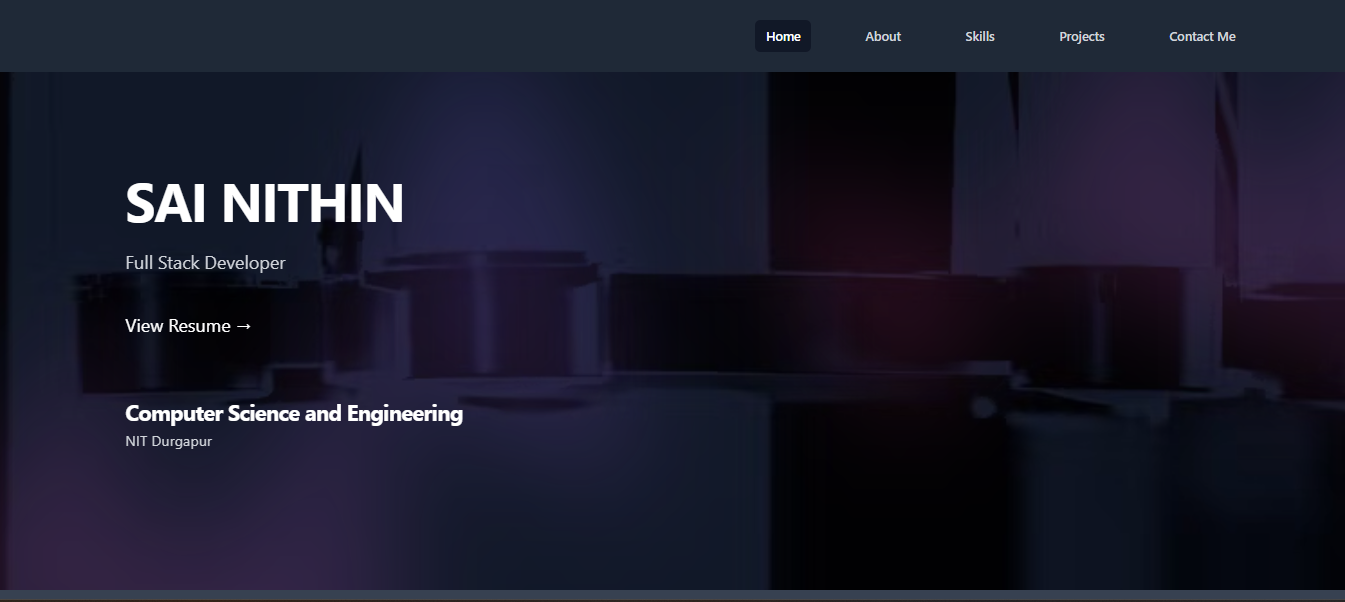 Home About Skills Projects Contact Me
SAI NITHIN
Full Stack Developer
View Resume →
Computer Science and Engineering
NIT Durgapur